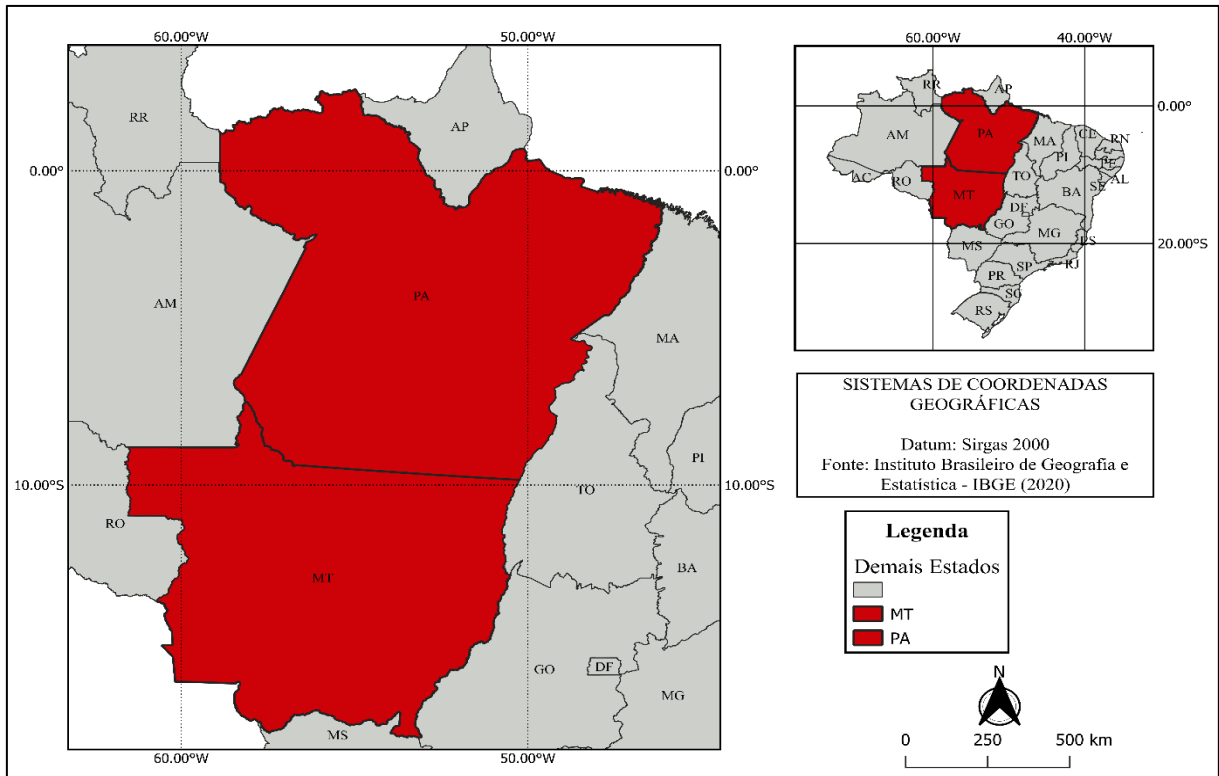 60.00°W 50.00°W
RR
AP
0.00° 0.00°
AM
PA
MA
PI
10.00°S 10.00°S
TO
RO
BA
MT
GO
DF
MG
MS
60.00°W 50.00°W
60.00°W 40.00°W
RR
AP
0.00°
AM
PA
MA
CE
RN
PI
PE
AC
RO
TO
AL
SE
MT
BA
DF
GO
MG
MS
ES
20.00°S
SP
RJ
PR
SC
RS
SISTEMAS DE COORDENADAS
GEOGRÁFICAS
Datum: Sirgas 2000
Fonte: Instituto Brasileiro de Geografia e
Estatística - IBGE (2020)
Legenda
Demais Estados
MT
PA
N
0 250 500 km